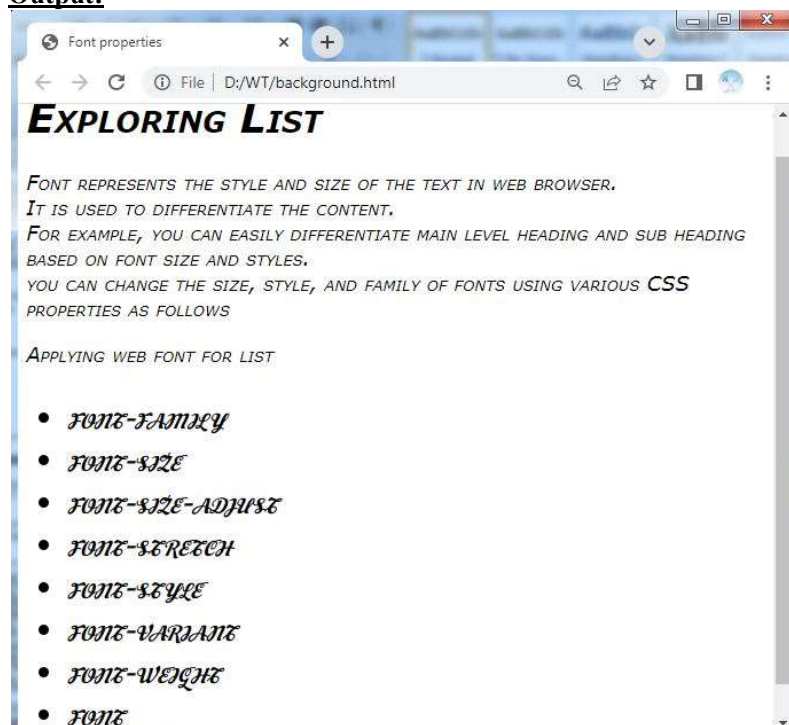 Output:
Font properties
File | D:/WT/background.html
EXPLORING LIST
FONT REPRESENTS THE STYLE AND SIZE OF THE TEXT IN WEB BROWSER.
IT IS USED TO DIFFERENTIATE THE CONTENT.
FOR EXAMPLE, YOU CAN EASILY DIFFERENTIATE MAIN LEVEL HEADING AND SUB HEADING
BASED ON FONT SIZE AND STYLES.
YOU CAN CHANGE THE SIZE, STYLE, AND FAMILY OF FONTS USING VARIOUS CSS
PROPERTIES AS FOLLOWS
APPLYING WEB FONT FOR LIST
• FONT-FAMILY
• FONT-SIZE
• FONT-SIZE-ADJUST
• FONT-STRETCH
• FONT-STYLE
• FONT-VARIANT
• FONT-WEIGHT
• FONT